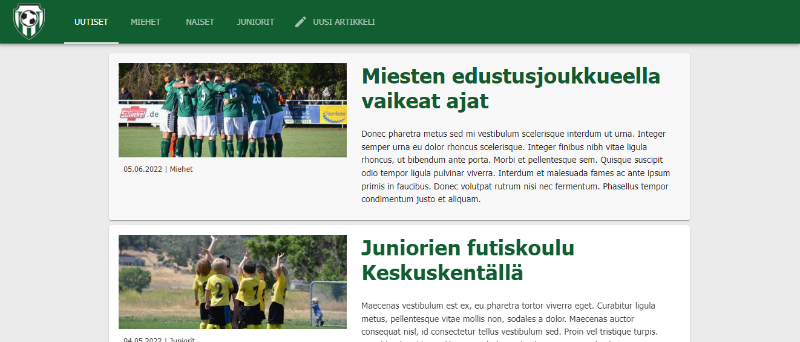 UUTISET MIEHET NAISET JUNIORIT UUSI ARTIKKELI
Miesten edustusjoukkueella
vaikeat ajat
Donec pharetra metus sed mi vestibulum scelerisque interdum ut urna. Integer
semper urna eu dolor rhoncus scelerisque. Integer finibus nibh vitae ligula
rhoncus, ut bibendum ante porta. Morbi et pellentesque sem. Quisque suscipit
odio tempor ligula pulvinar viverra. Interdum et malesuada fames ac ante ipsum
primis in faucibus. Donec volutpat rutrum nisi nec fermentum. Phasellus tempor
condimentum justo et aliquam.
05.06.2022 | Miehet
Juniorien futiskoulu
Keskuskentällä
Maecenas vestibulum est ex, eu pharetra tortor viverra eget. Curabitur ligula
metus, pellentesque vitae mollis non, sodales a dolor. Maecenas auctor
consequat nisl, id consectetur tellus vestibulum sed. Proin vel tristique turpis.
04.05.2022 | Juniorit